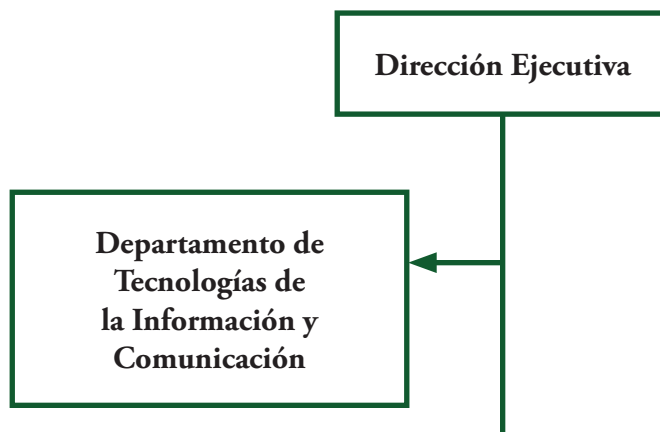 Dirección Ejecutiva
Departamento de
Tecnologías de
la Información y
Comunicación